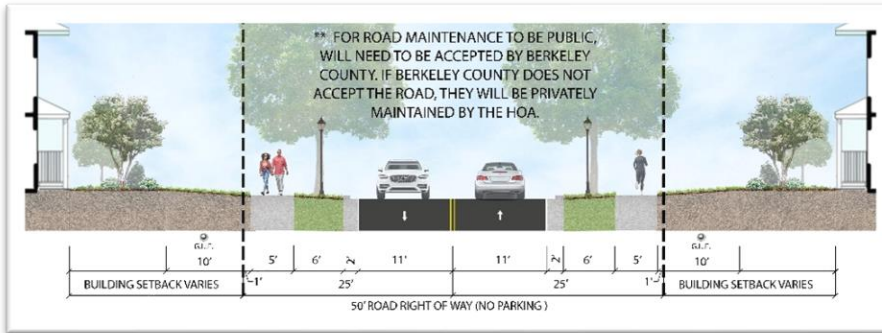 ** FOR ROAD MAINTENANCE TO BE PUBLIC,
WILL NEED TO BE ACCEPTED BY BERKELEY
COUNTY. IF BERKELEY COUNTY DOES NOT
ACCEPT THE ROAD, THEY WILL BE PRIVATELY
MAINTAINED BY THE HOA.
10' 5' 6' 2' 11' 11' 2' 6' 5' 10'
BUILDING SETBACK VARIES 1' 25' 25' 1' BUILDING SETBACK VARIES
50' ROAD RIGHT OF WAY (NO PARKING )